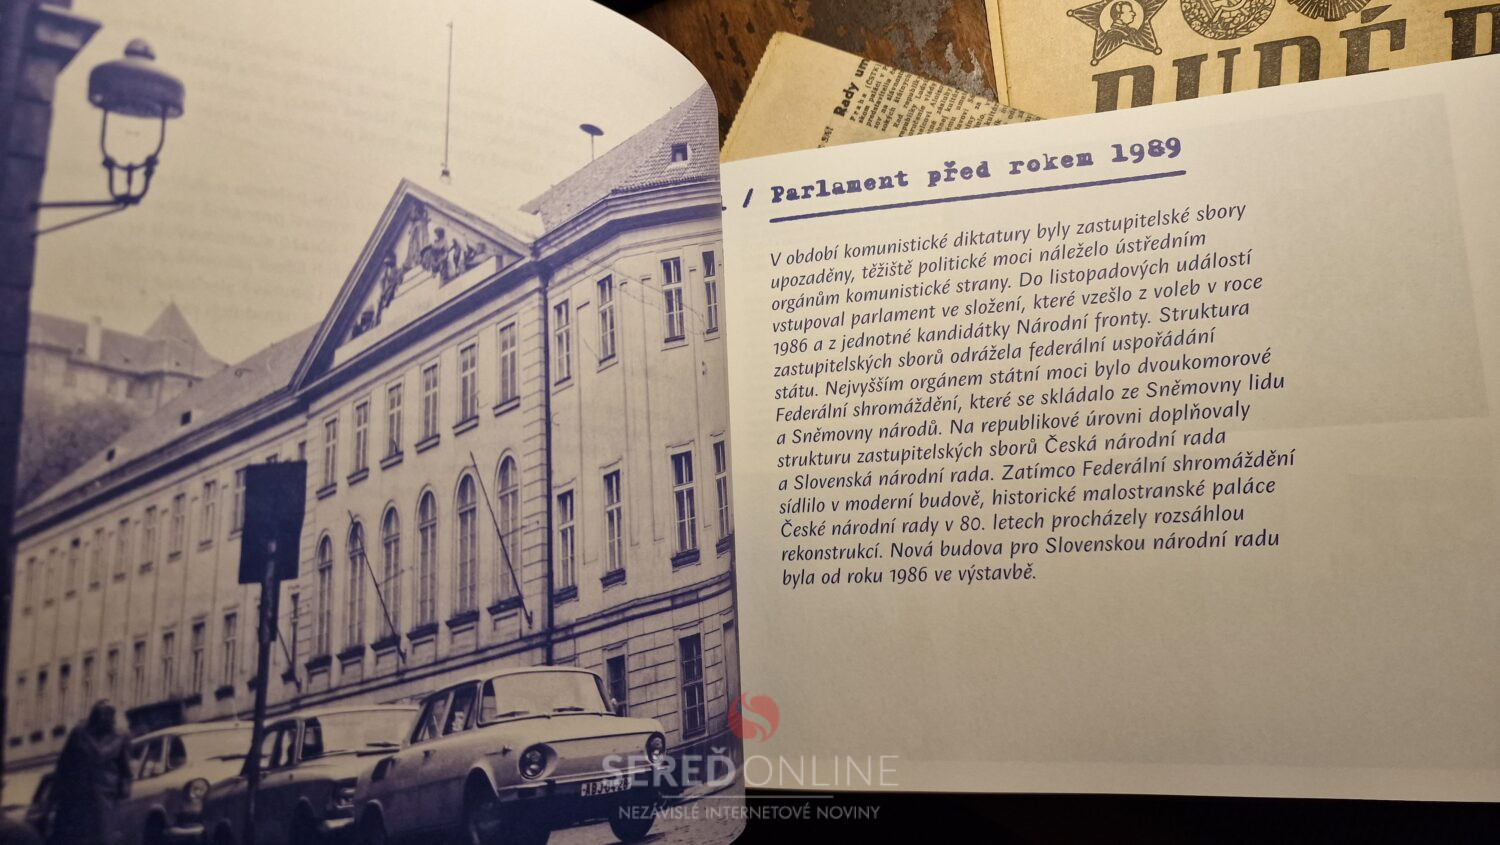 Rady
RUDÉ
/ Parlament před rokem 1989
V období komunistické diktatury byly zastupitelské sbory
upozaděny, těžiště politické moci náleželo ústředním
orgánům komunistické strany. Do listopadových událostí
vstupoval parlament ve složení, které vzešlo z voleb v roce
1986 a z jednotné kandidátky Národní fronty. Struktura
zastupitelských sborů odrážela federální uspořádání
státu. Nejvyšším orgánem státní moci bylo dvoukomorové
Federální shromáždění, které se skládalo ze Sněmovny lidu
a Sněmovny národů. Na republikové úrovni doplňovaly
strukturu zastupitelských sborů Česká národní rada
a Slovenská národní rada. Zatímco Federální shromáždění
sídlilo v moderní budově, historické malostranské paláce
České národní rady v 80. letech procházely rozsáhlou
rekonstrukcí. Nová budova pro Slovenskou národní radu
byla od roku 1986 ve výstavbě.
SEREĎONLINE
NEZÁVISLÉ INTERNETOVÉ NOVINY